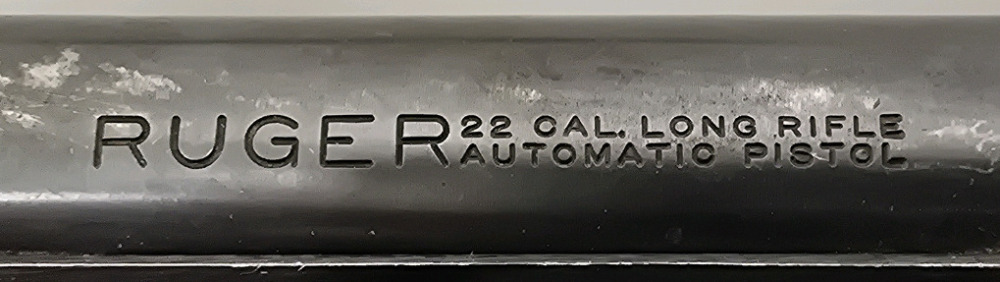 RUGER
22 CAL. LONG RIFLE
AUTOMATIC PISTOL